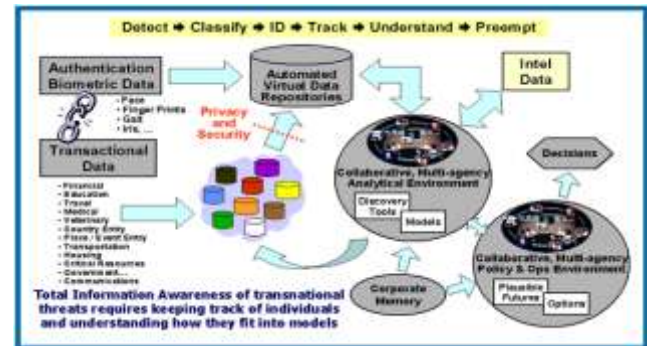 Detect ➔ Classify ➔ ID ➔ Track ➔ Understand ➔ Preempt
Authentication
Biometric Data
• Face
• Finger Prints
• Gait
• Iris, ...
Transactional
Data
• Financial
• Education
• Travel
• Medical
• Veterinary
• Country Entry
• Place / Event Entry
• Transportation
• Housing
• Critical Resources
• Government...
• Communications
Automated
Virtual Data
Repositories
Privacy
and
Security
Intel
Data
Collaborative, Multi-agency
Analytical Environment
Discovery
Tools
Models
Decisions
Collaborative, Multi-agency
Policy & Ops Environment
Plausible
Futures
Options
Corporate
Memory
Total Information Awareness of transnational
threats requires keeping track of individuals
and understanding how they fit into models